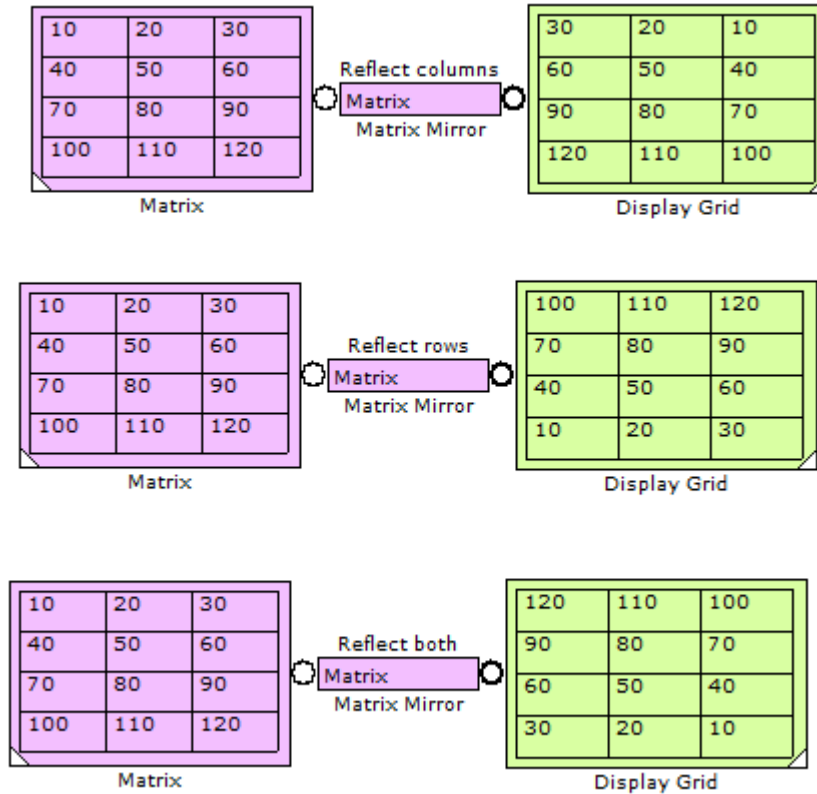 10 20 30
40 50 60
70 80 90
100 110 120
Matrix
Reflect columns
Matrix
Matrix Mirror
30 20 10
60 50 40
90 80 70
120 110 100
Display Grid
10 20 30
40 50 60
70 80 90
100 110 120
Matrix
Reflect rows
Matrix
Matrix Mirror
100 110 120
70 80 90
40 50 60
10 20 30
Display Grid
10 20 30
40 50 60
70 80 90
100 110 120
Matrix
Reflect both
Matrix
Matrix Mirror
120 110 100
90 80 70
60 50 40
30 20 10
Display Grid